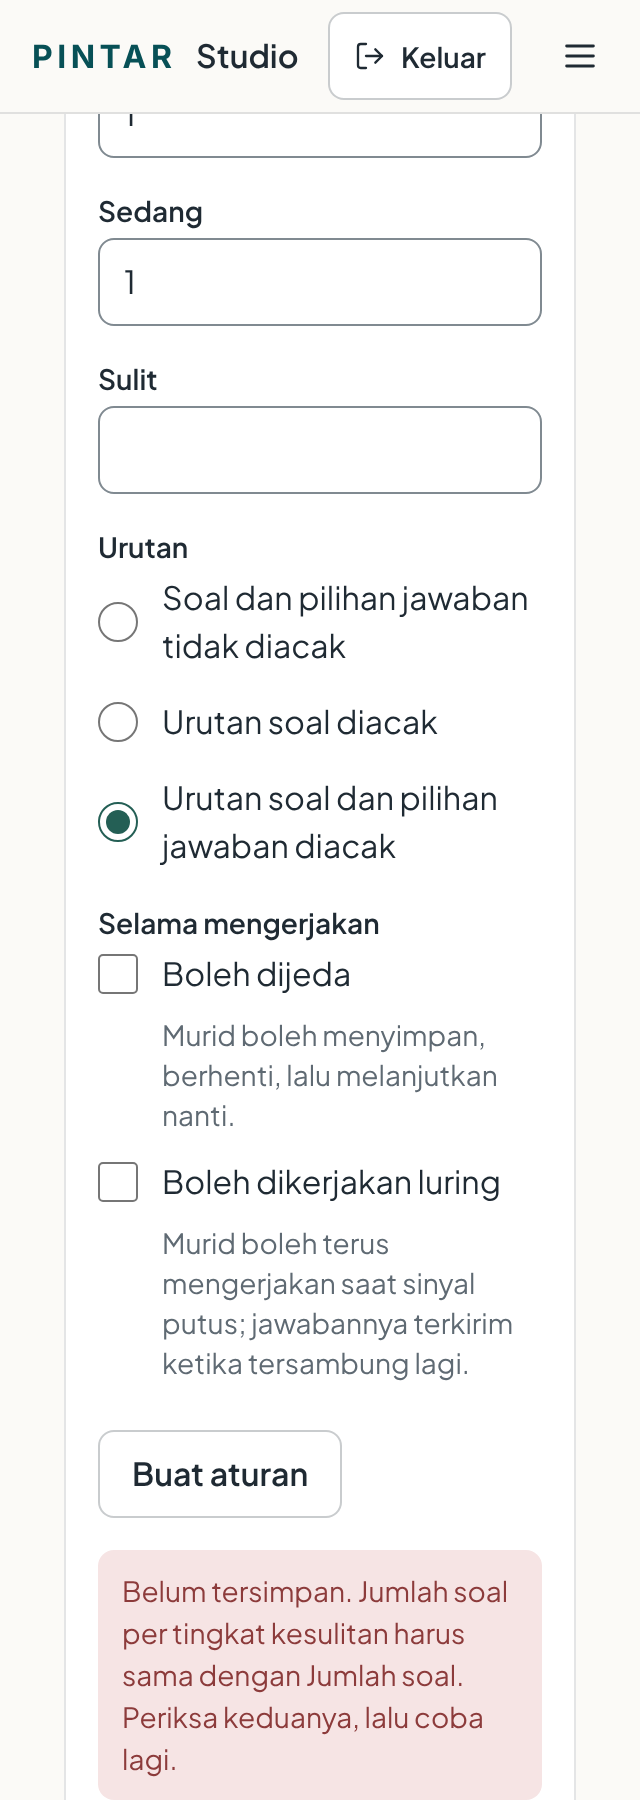 PINTAR Studio Keluar
1
Sedang
1
Sulit
Urutan
Soal dan pilihan jawaban
tidak diacak
Urutan soal diacak
Urutan soal dan pilihan
jawaban diacak
Selama mengerjakan
Boleh dijeda
Murid boleh menyimpan,
berhenti, lalu melanjutkan
nanti.
Boleh dikerjakan luring
Murid boleh terus
mengerjakan saat sinyal
putus; jawabannya terkirim
ketika tersambung lagi.
Buat aturan
Belum tersimpan. Jumlah soal
per tingkat kesulitan harus
sama dengan Jumlah soal.
Periksa keduanya, lalu coba
lagi.